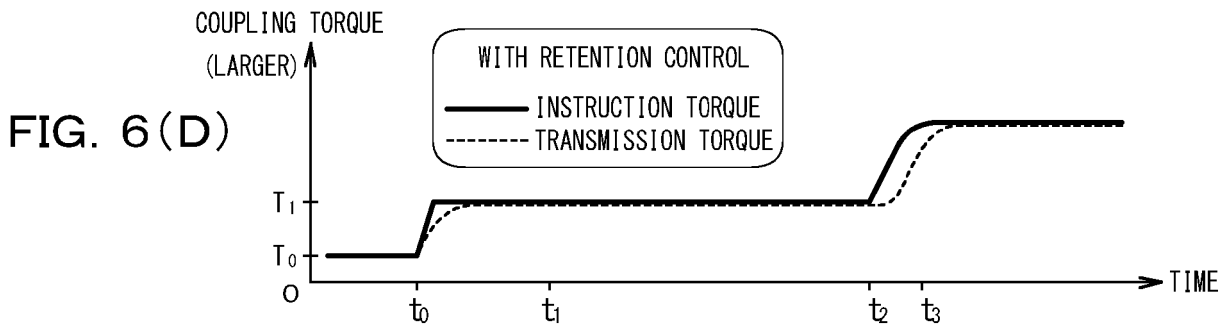 COUPLING TORQUE
(LARGER)
WITH RETENTION CONTROL
INSTRUCTION TORQUE
TRANSMISSION TORQUE
FIG. 6(D)
T₁
T₀
O
t₀
t₁
t₂
t₃
TIME